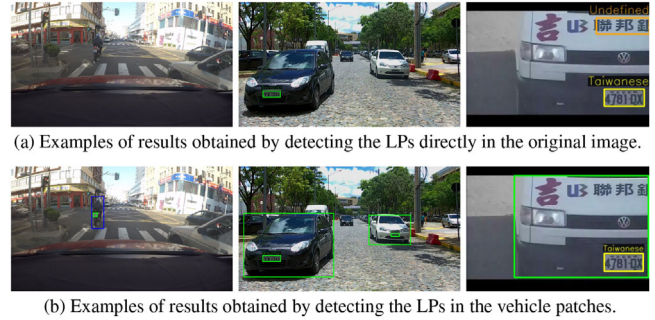 Undefined
吉 UB 聯邦
Taiwanese
4781·DX
(a) Examples of results obtained by detecting the LPs directly in the original image.
吉 UB 聯邦
Taiwanese
4781·DX
(b) Examples of results obtained by detecting the LPs in the vehicle patches.